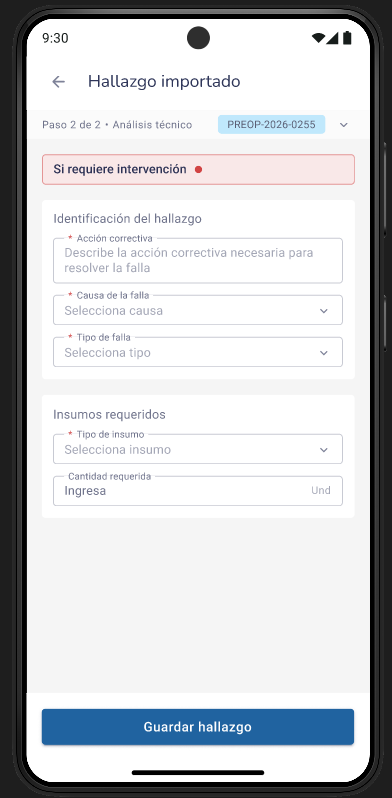 9:30
Hallazgo importado
Paso 2 de 2 • Análisis técnico PREOP-2026-0255
Si requiere intervención
Identificación del hallazgo
* Acción correctiva
Describe la acción correctiva necesaria para
resolver la falla
* Causa de la falla
Selecciona causa
* Tipo de falla
Selecciona tipo
Insumos requeridos
* Tipo de insumo
Selecciona insumo
Cantidad requerida
Ingresa Und
Guardar hallazgo